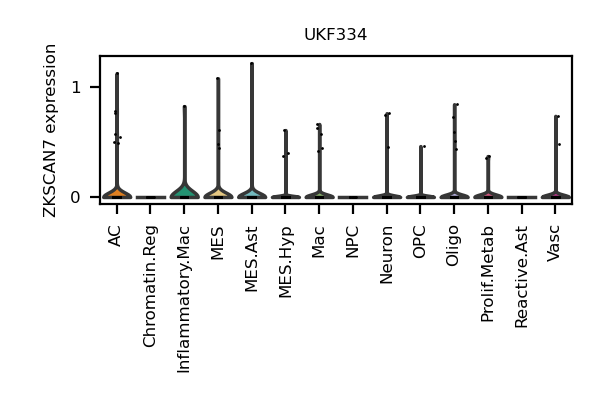 UKF334
ZKSCAN7 expression
1
0
AC
Chromatin.Reg
Inflammatory.Mac
MES
MES.Ast
MES.Hyp
Mac
NPC
Neuron
OPC
Oligo
Prolif.Metab
Reactive.Ast
Vasc